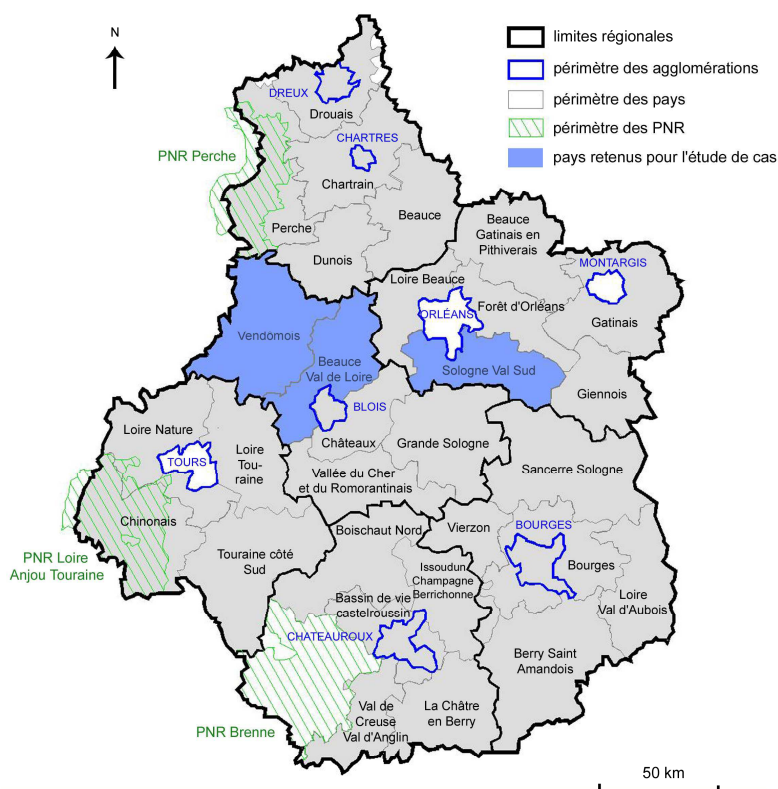 N
limites régionales
périmètre des agglomérations
périmètre des pays
périmètre des PNR
pays retenus pour l'étude de cas
DREUX
Drouais
CHARTRES
PNR Perche
Chartrain
Beauce
Perche
Dunois
Beauce
Gatinais en
Pithiverais
MONTARGIS
Loire Beauce
Forêt d'Orléans
ORLÉANS
Gatinais
Vendômois
Beauce
Val de Loire
Sologne Val Sud
Giennois
BLOIS
Loire Nature
Châteaux
Grande Sologne
Loire
Tou-
raine
TOURS
Vallée du Cher
et du Romorantinais
Sancerre Sologne
Chinonais
Boischaut Nord
Vierzon
BOURGES
PNR Loire
Anjou Touraine
Touraine côté
Sud
Issoudun
Champagne
Berrichonne
Bourges
Bassin de vie
castelroussin
Loire
Val d'Aubois
CHATEAUROUX
Berry Saint
Amandois
PNR Brenne
Val de
Creuse
Val d'Anglin
La Châtre
en Berry
50 km